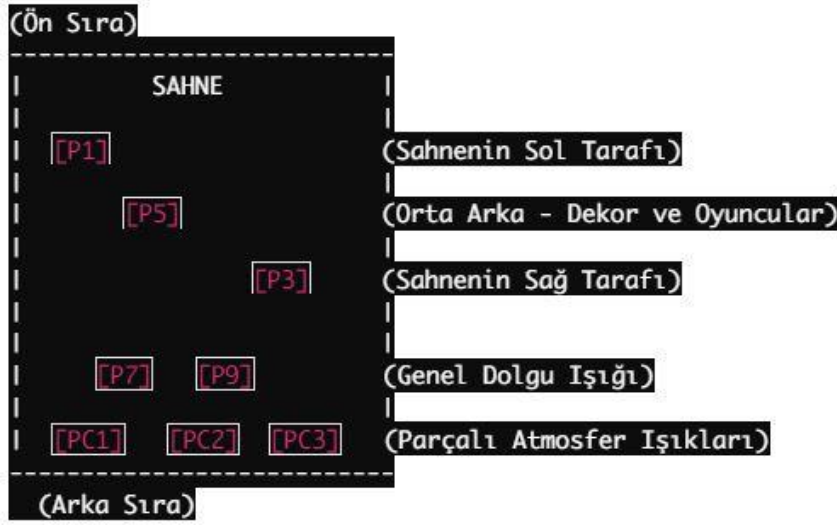 (Ön Sıra)
SAHNE
[P1] (Sahnenin Sol Tarafı)
[P5] (Orta Arka - Dekor ve Oyuncular)
[P3] (Sahnenin Sağ Tarafı)
[P7] [P9] (Genel Dolgu Işığı)
[PC1] [PC2] [PC3] (Parçalı Atmosfer Işıkları)
(Arka Sıra)